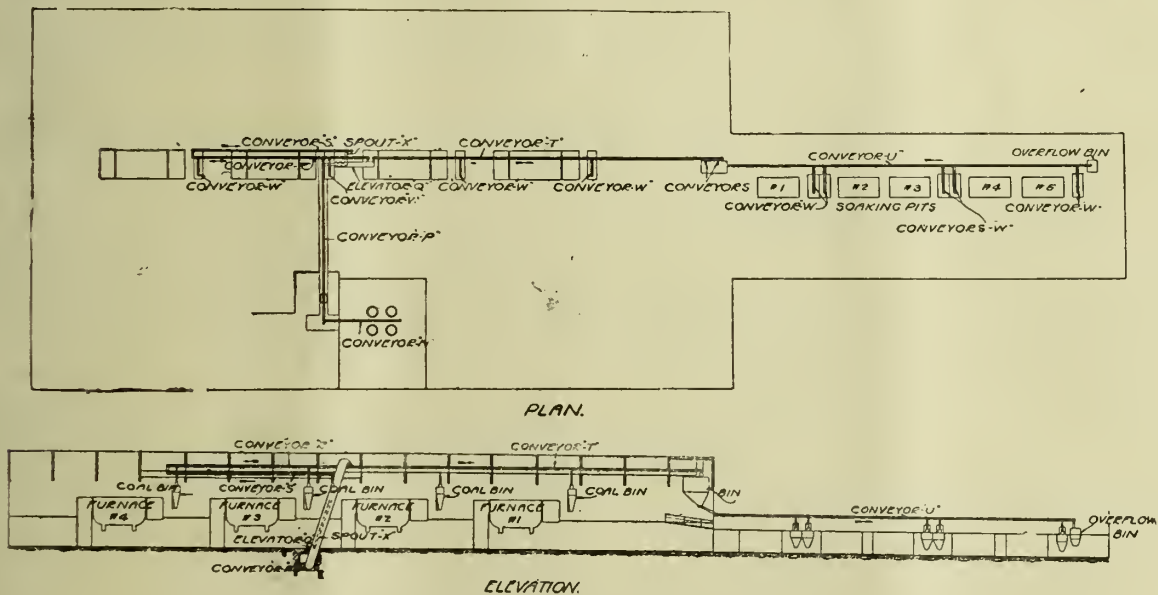 CONVEYOR-S" SPOUT-X" CONVEYOR-T"
CONVEYOR-R"
CONVEYOR-W" ELEVATOR-Q" CONVEYOR-W" CONVEYOR-W" CONVEYORS
CONVEYOR-V"
CONVEYOR-U" OVERFLOW BIN
#1 #2 #3 #4 #5
CONVEYOR-W SOAKING PITS CONVEYOR-W-
CONVEYORS-W"
CONVEYOR-P"
CONVEYOR-N
PLAN.
CONVEYOR-R" CONVEYOR-T"
COAL BIN CONVEYOR-S COAL BIN COAL BIN COAL BIN BIN
FURNACE #4 FURNACE #3 FURNACE #2 FURNACE #1
CONVEYOR-U"
ELEVATOR-Q" SPOUT-X OVERFLOW BIN
ELEVATION.